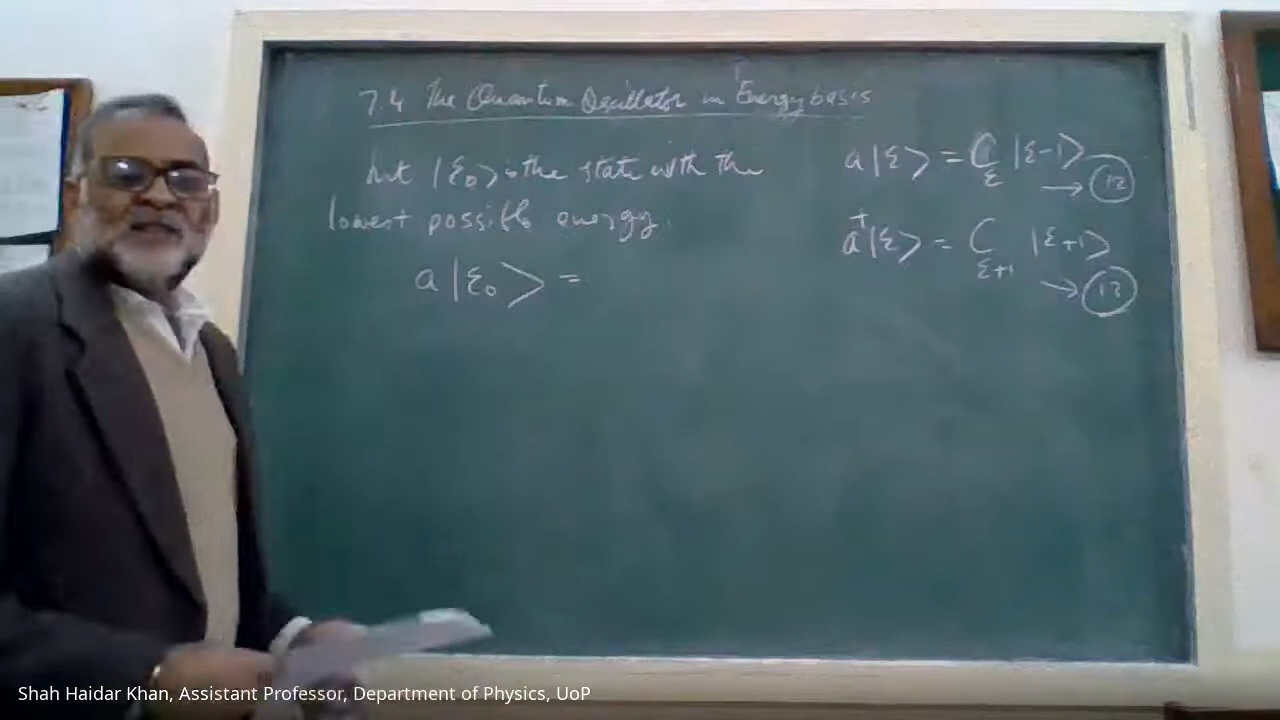 7.4 The Quantum Oscillator in Energy basis
let |ε₀> is the state with the
lowest possible energy.
a |ε₀> =
a |ε> = C_ε |ε-1>
→ (12)
a† |ε> = C_ε+1 |ε+1>
→ (13)
Shah Haidar Khan, Assistant Professor, Department of Physics, UoP